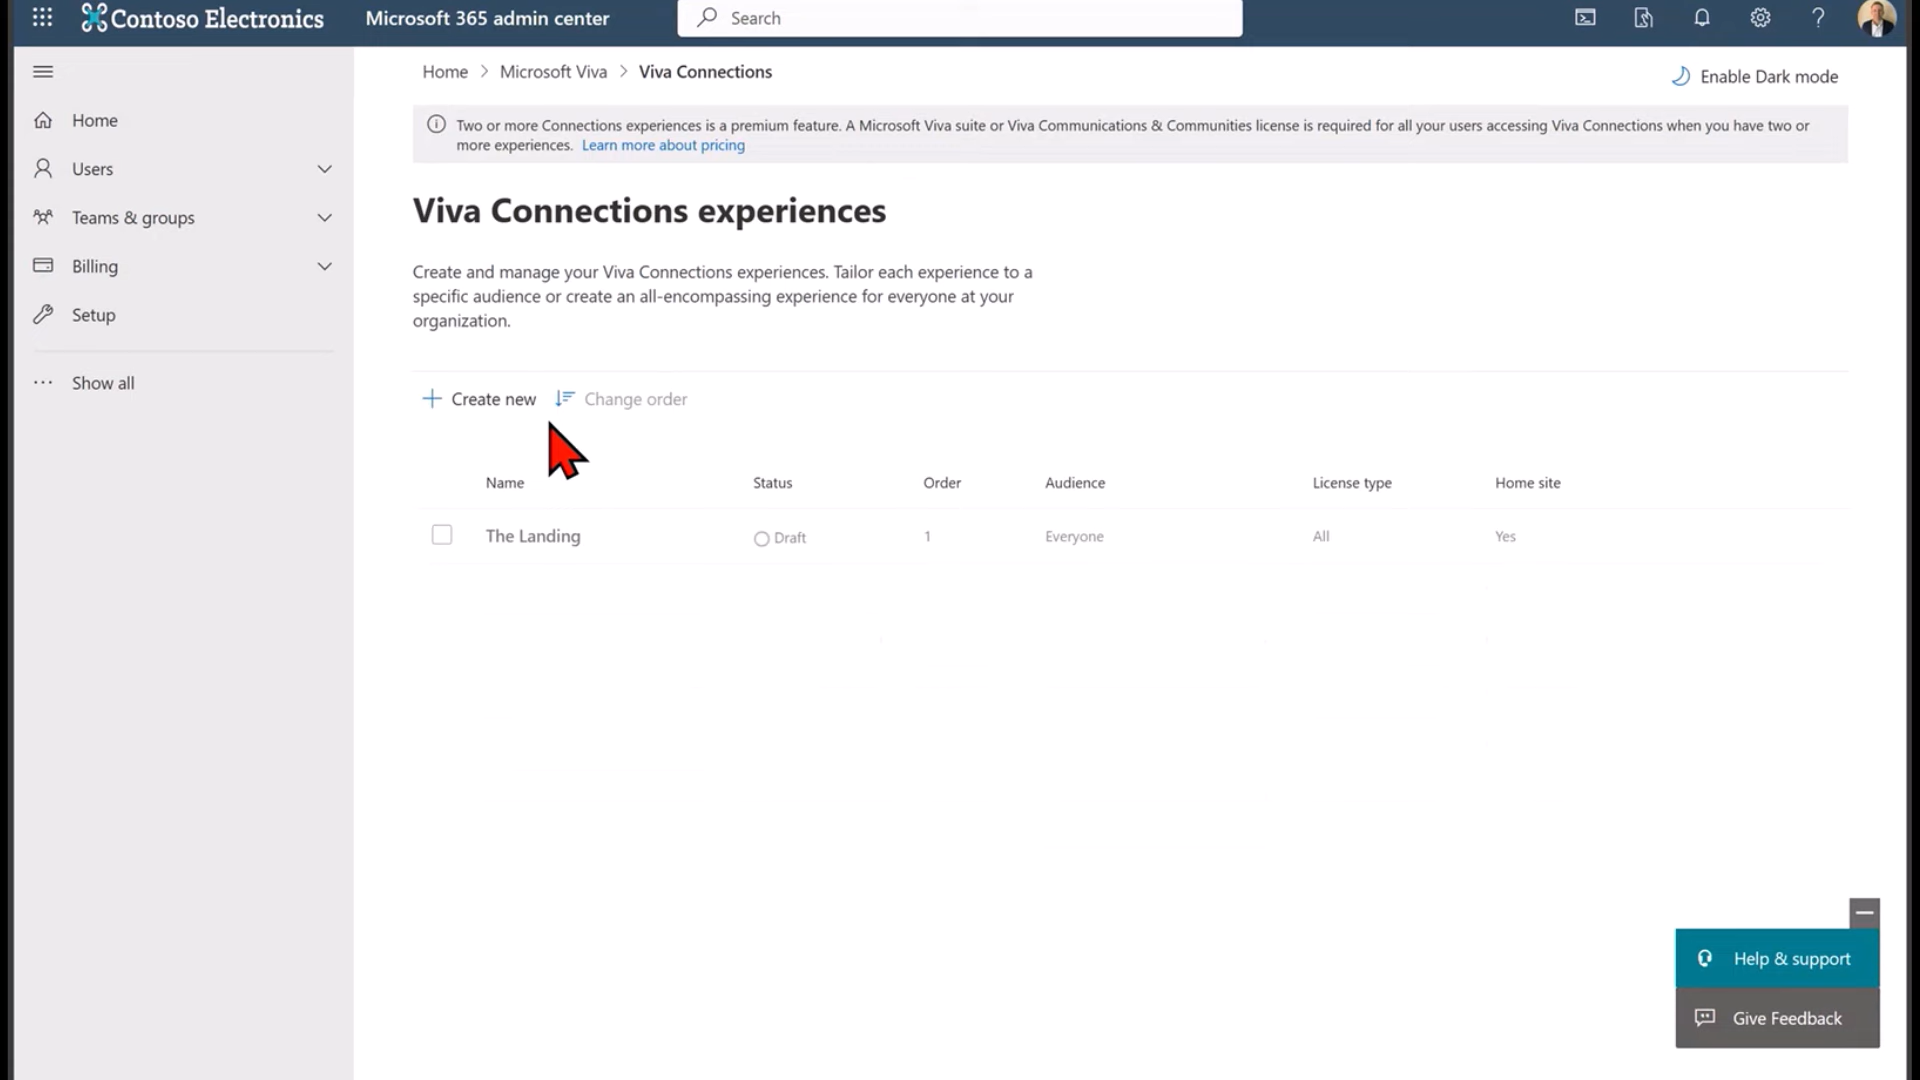 Contoso Electronics
Microsoft 365 admin center
Search
Home
Users
Teams & groups
Billing
Setup
Show all
Home > Microsoft Viva > Viva Connections
Enable Dark mode
Two or more Connections experiences is a premium feature. A Microsoft Viva suite or Viva Communications & Communities license is required for all your users accessing Viva Connections when you have two or
more experiences. Learn more about pricing
Viva Connections experiences
Create and manage your Viva Connections experiences. Tailor each experience to a
specific audience or create an all-encompassing experience for everyone at your
organization.
Create new Change order
Name Status Order Audience License type Home site
The Landing Draft 1 Everyone All Yes
Help & support
Give Feedback